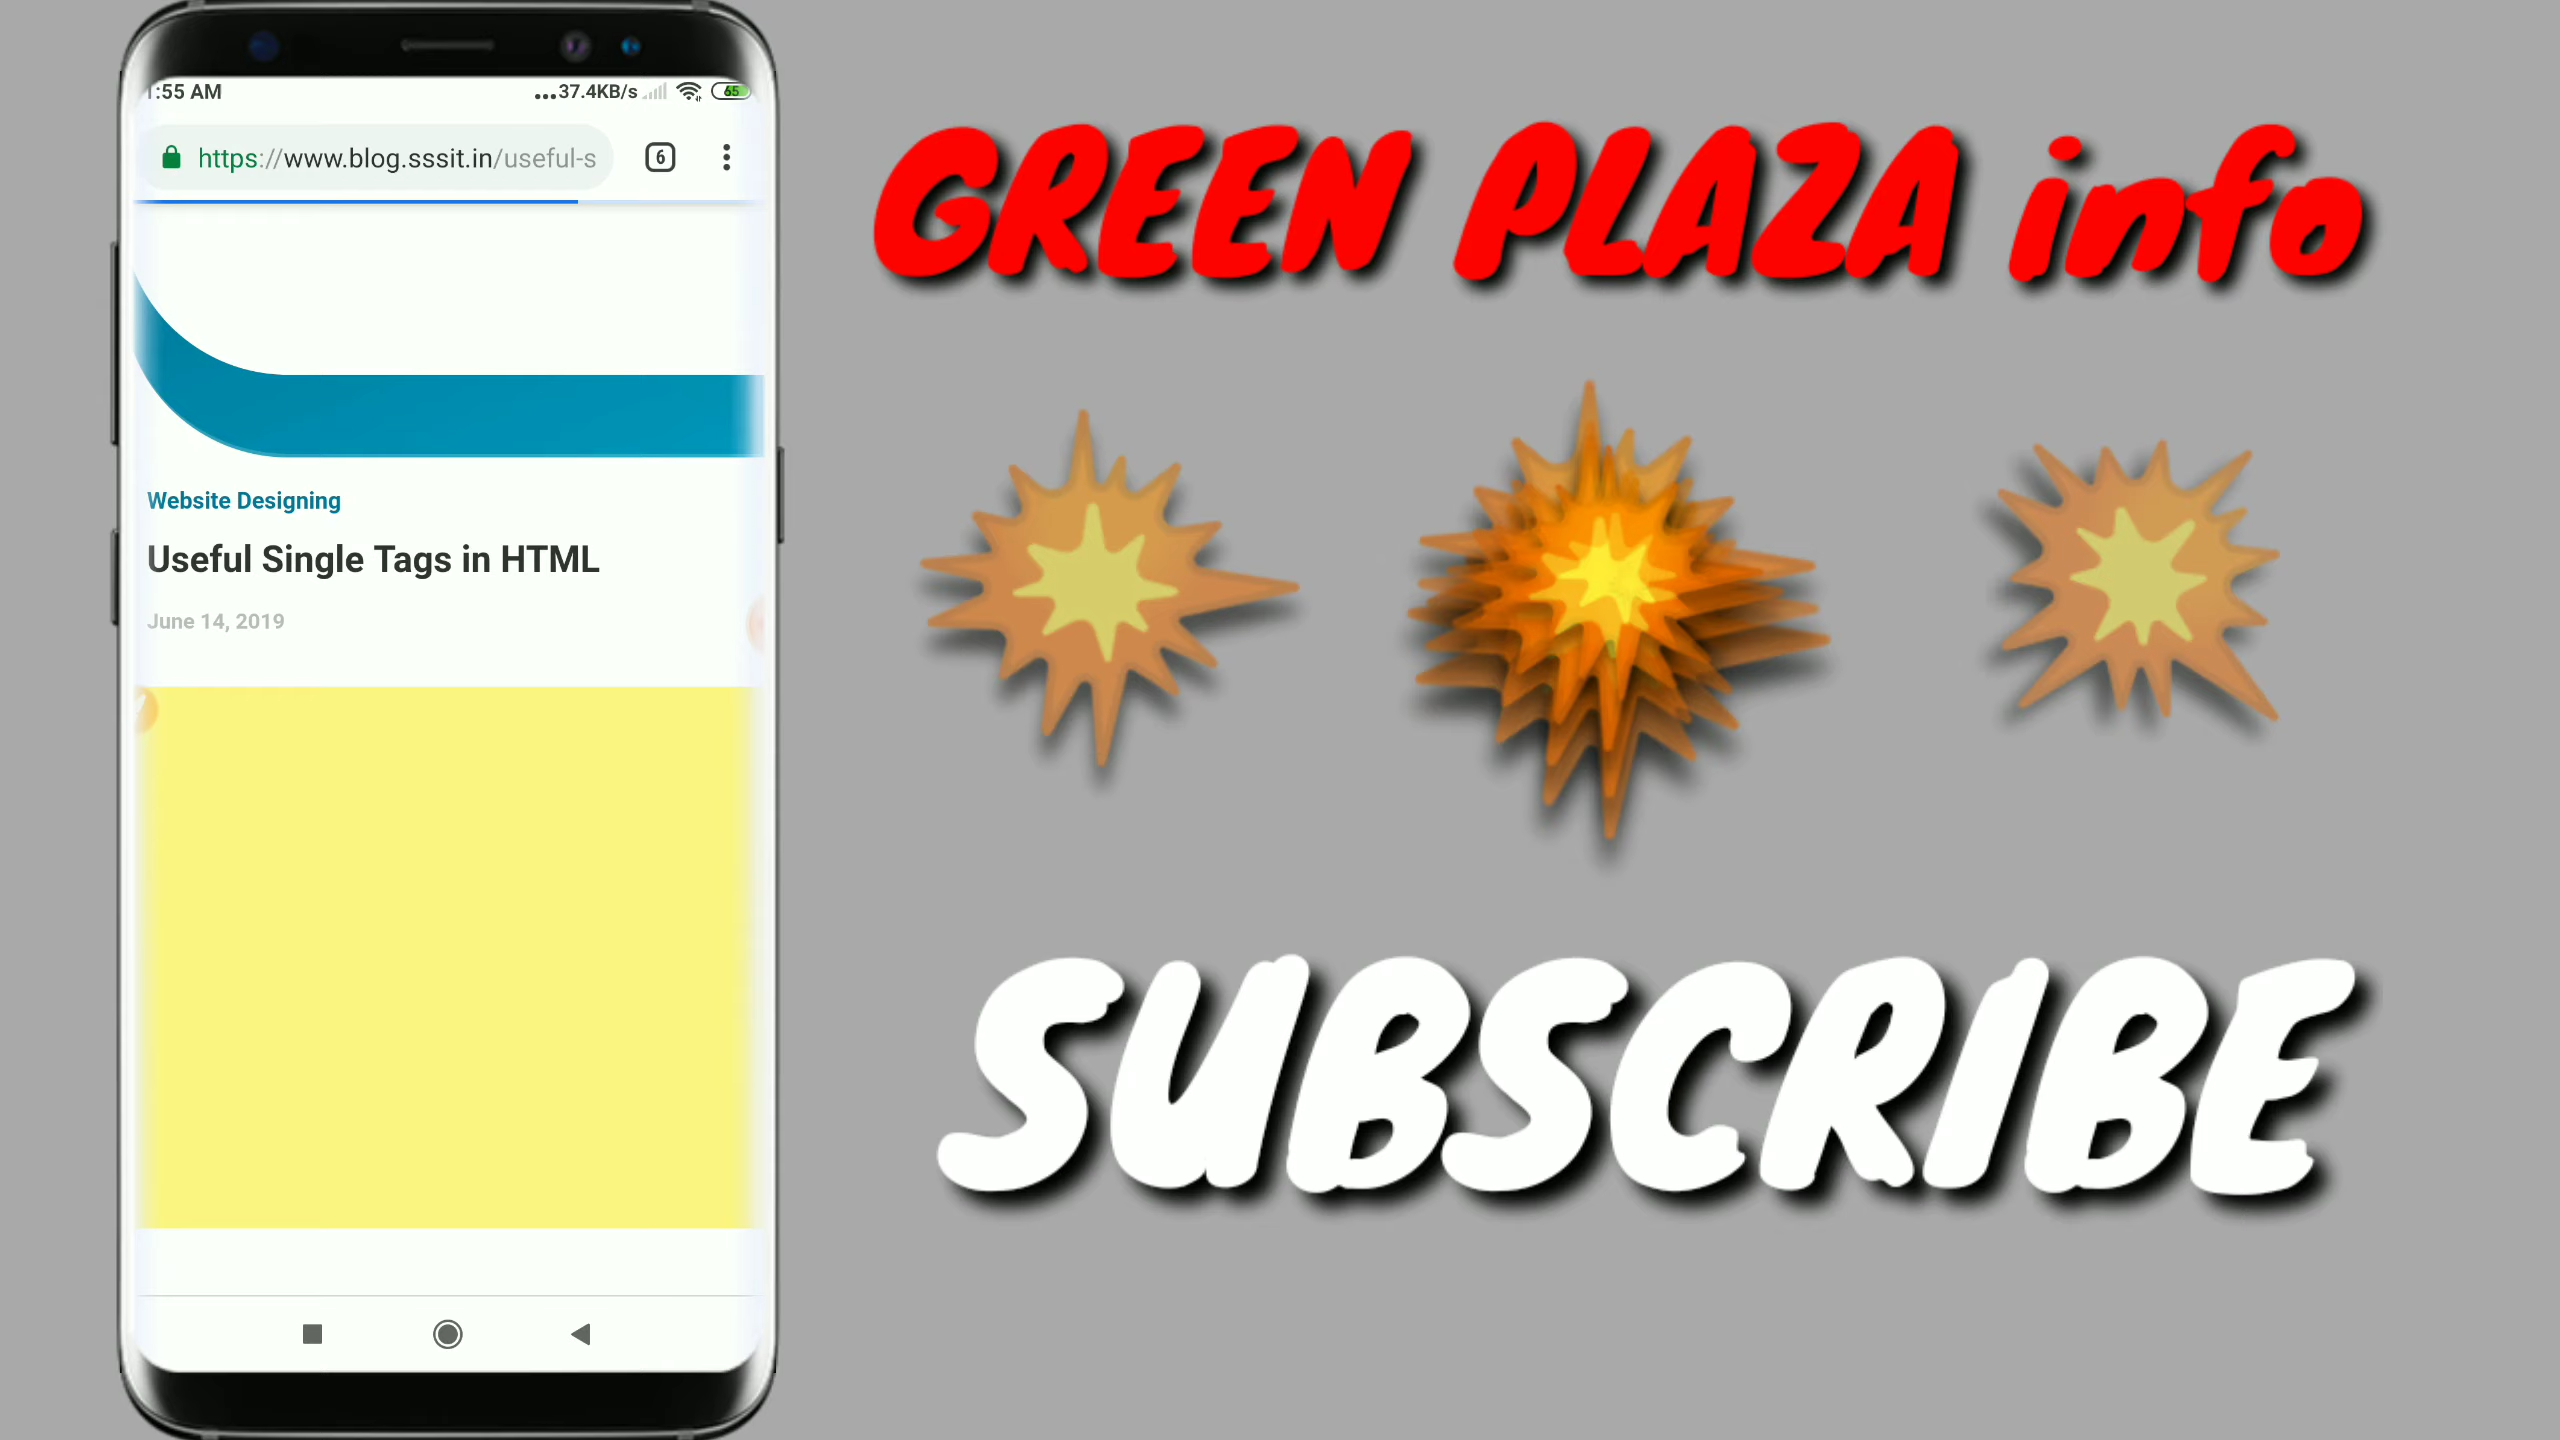 :55 AM ...37.4KB/s 65
https://www.blog.sssit.in/useful-s 6
Website Designing
Useful Single Tags in HTML
June 14, 2019
GREEN PLAZA info
SUBSCRIBE